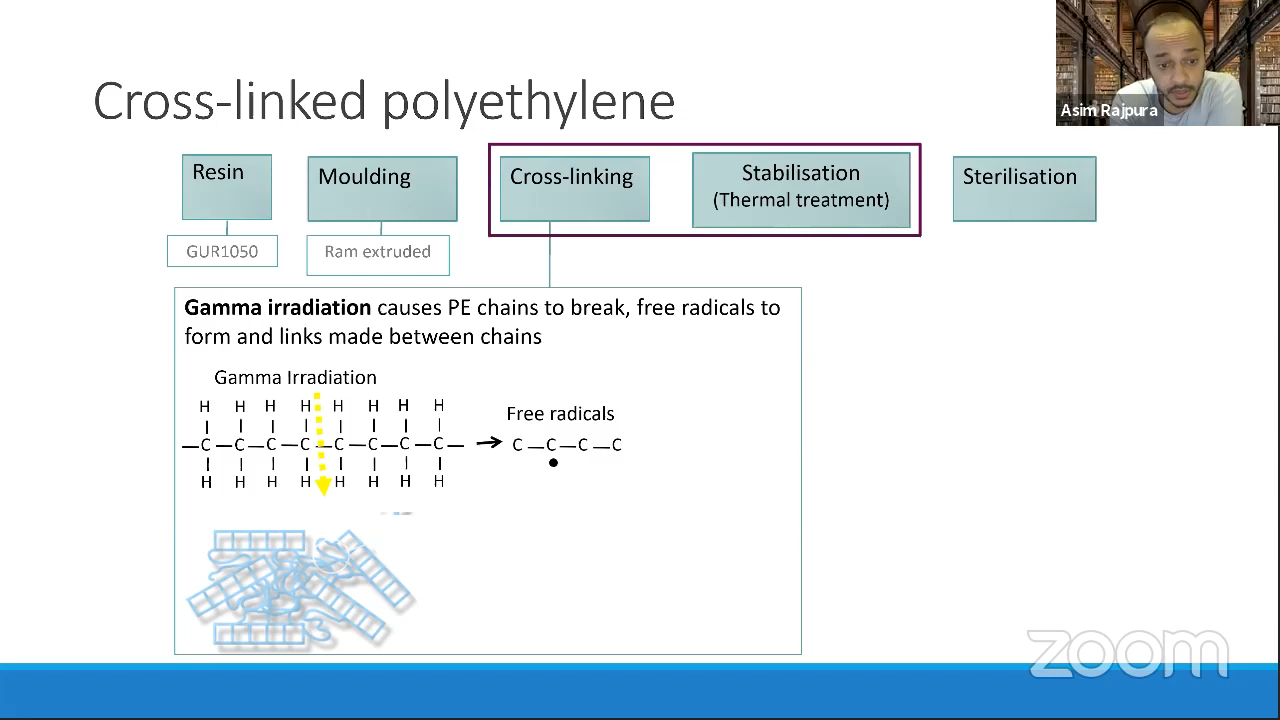 Asim Rajpura
Cross-linked polyethylene
Resin
Moulding
Cross-linking
Stabilisation
(Thermal treatment)
Sterilisation
GUR1050
Ram extruded
Gamma irradiation causes PE chains to break, free radicals to
form and links made between chains
Gamma Irradiation
H H H H H H H H
C C C C C C C C
H H H H H H H H
Free radicals
C C C C
zoom